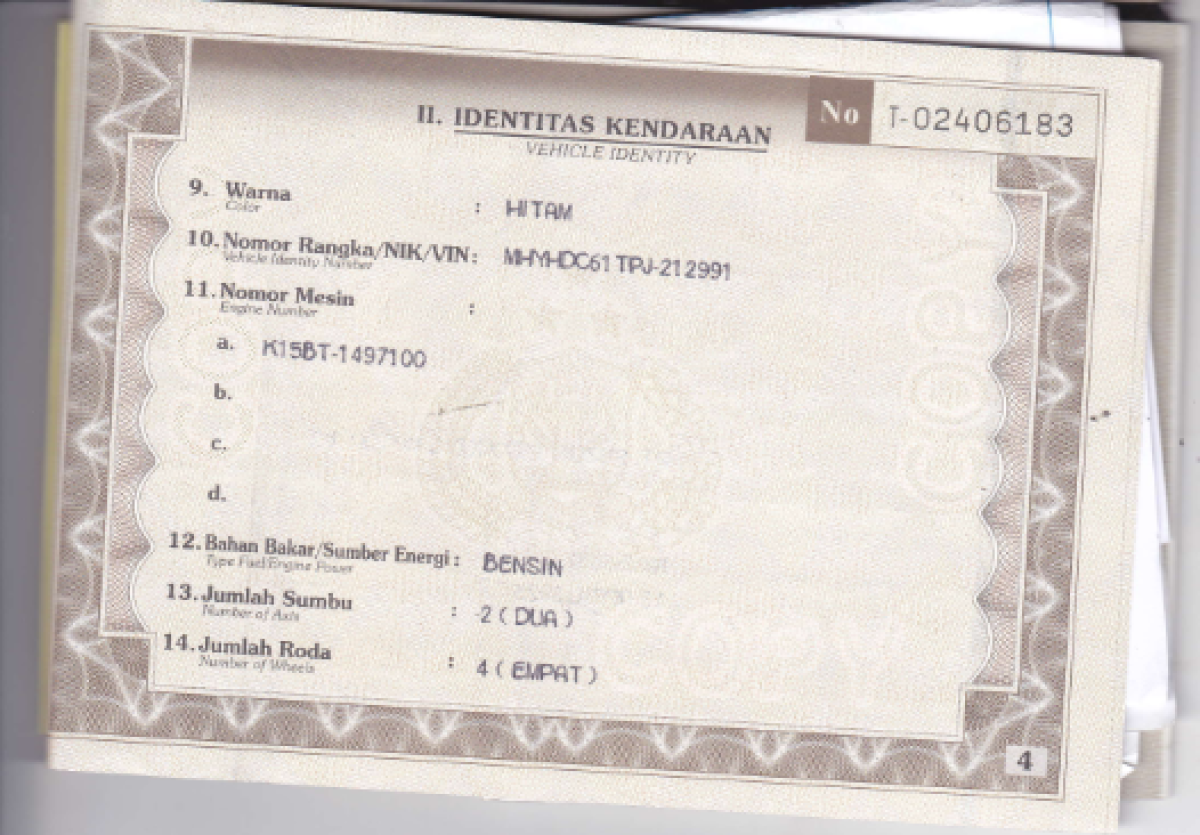 No T-02406183
II. IDENTITAS KENDARAAN
VEHICLE IDENTITY
9. Warna : HITAM
Color
10. Nomor Rangka/NIK/VIN : MHYHDC61TPJ-212991
Vehicle Identity Number
11. Nomor Mesin :
Engine Number
a. K15BT-1497100
b.
c.
d.
12. Bahan Bakar/Sumber Energi : BENSIN
Type Fuel/Engine Power
13. Jumlah Sumbu : 2 ( DUA )
Number of Axis
14. Jumlah Roda : 4 ( EMPAT )
Number of Wheels
4